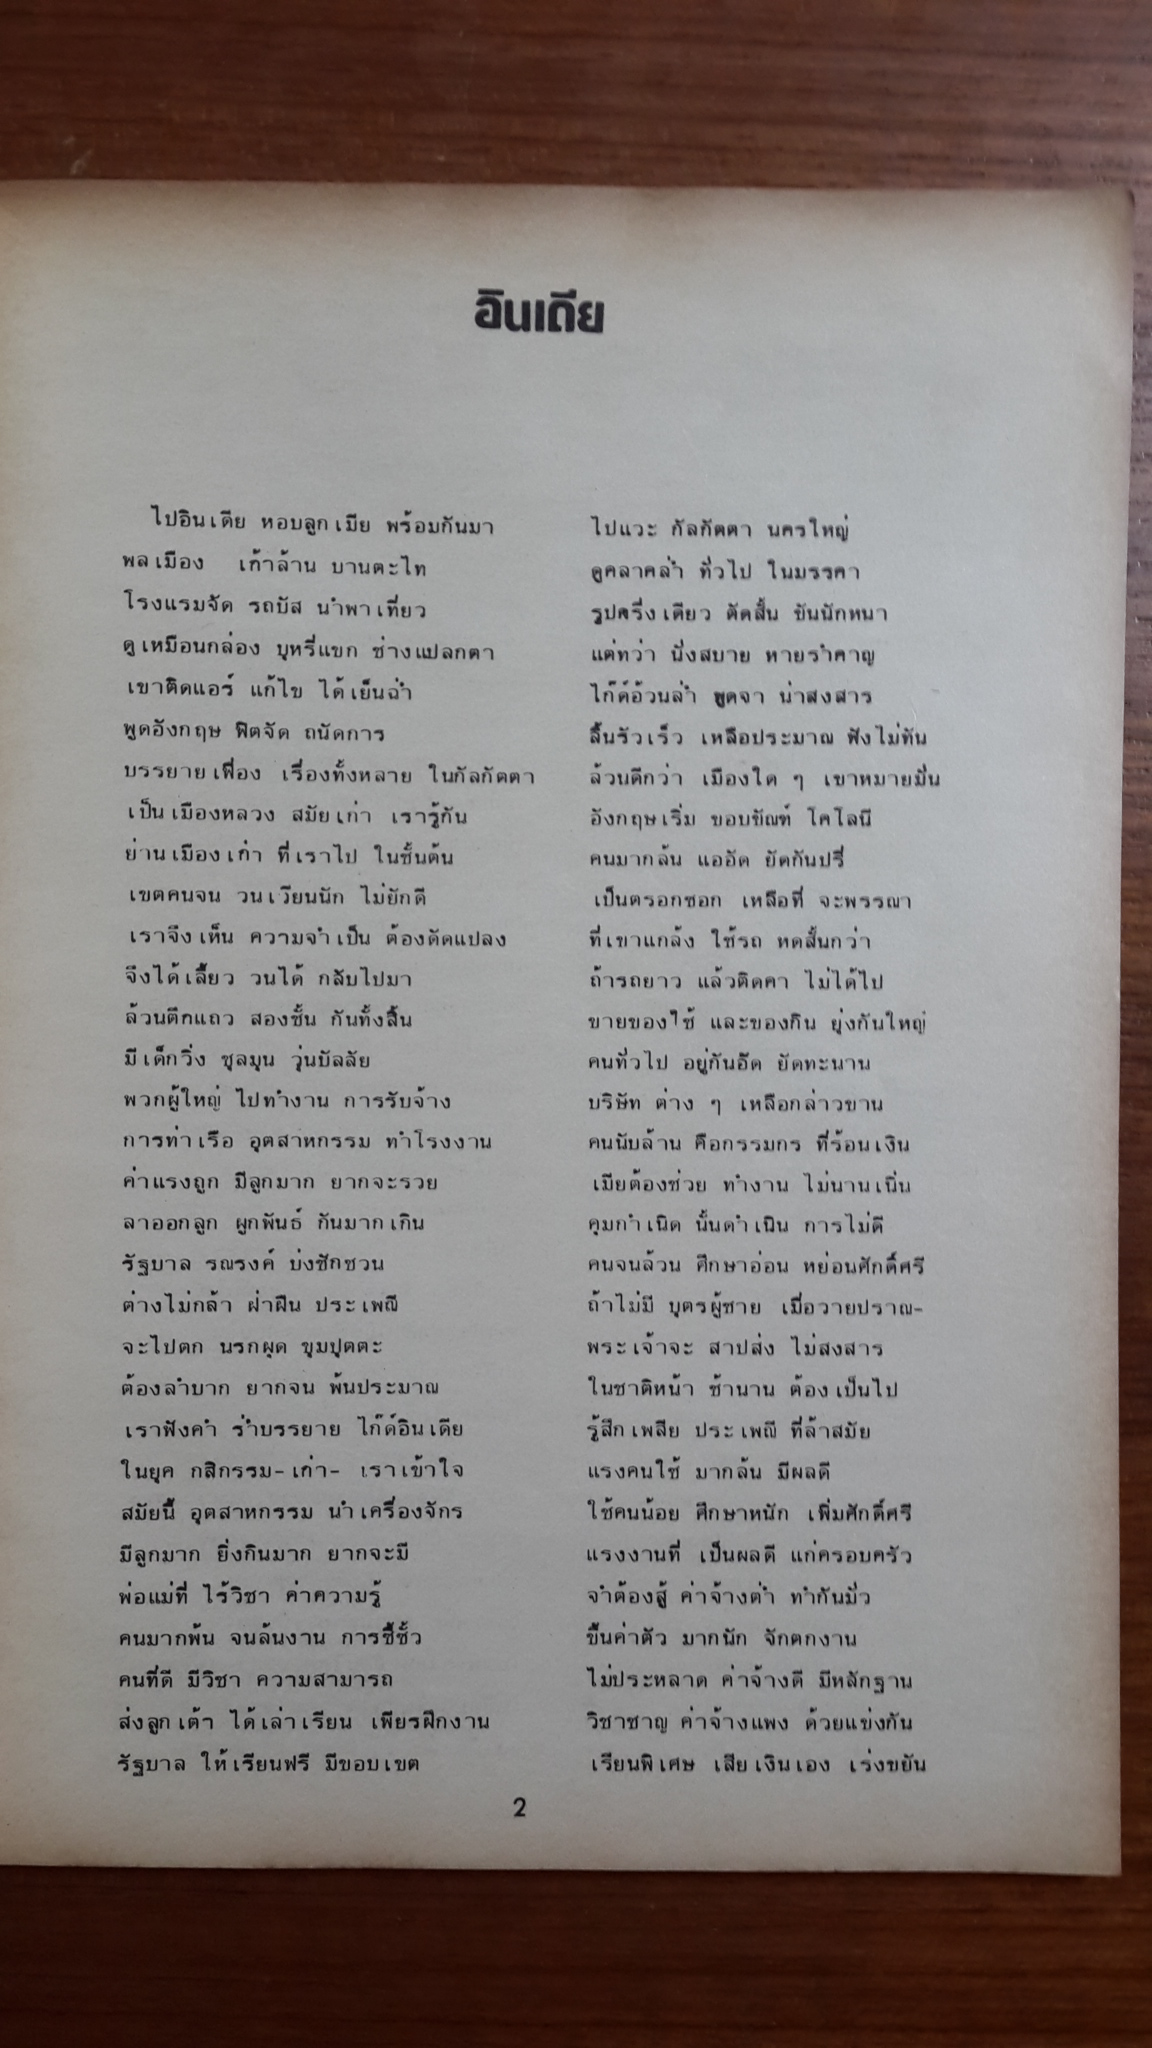 อินเดีย
ไปอินเดีย หอบลูกเมีย พร้อมกันมา ไปแวะ กัลกัตตา นครใหญ่
พลเมือง เก้าล้าน บานตะไท ดูคลาคล่ำ ทั่วไป ในมรรคา
โรงแรมจัด รถบัส นำพาเที่ยว รูปครึ่งเดียว ตัดสั้น ขันนักหนา
ดูเหมือนกล่อง บุหรี่แขก ช่างแปลกตา แต่ทว่า นั่งสบาย หายรำคาญ
เขาติดแอร์ แก้ไข ได้เย็นฉ่ำ ไก๊ด์อ้วนล่ำ พูดจา น่าสงสาร
พูดอังกฤษ ฟิตจัด ถนัดการ ลิ้นรัวเร็ว เหลือประมาณ ฟังไม่ทัน
บรรยายเฟื่อง เรื่องทั้งหลาย ในกัลกัตตา ล้วนดีกว่า เมืองใด ๆ เขาหมายมั่น
เป็นเมืองหลวง สมัยเก่า เรารู้กัน อังกฤษเริ่ม ขอบขัณฑ์ โคโลนี
ย่านเมืองเก่า ที่เราไป ในชั้นต้น คนมากล้น แออัด ยัดกันปรี่
เขตคนจน วนเวียนนัก ไม่ยักดี เป็นตรอกซอก เหลือที่ จะพรรณา
เราจึงเห็น ความจำเป็น ต้องดัดแปลง ที่เขาแกล้ง ใช้รถ หดสั้นกว่า
จึงได้เลี้ยว วนได้ กลับไปมา ถ้ารถยาว แล้วติดคา ไม่ได้ไป
ล้วนตึกแถว สองชั้น กันทั้งสิ้น ขายของใช้ และของกิน ยุ่งกันใหญ่
มีเด็กวิ่ง ชุลมุน วุ่นบัลลัย คนทั่วไป อยู่กันอัด ยัดทะนาน
พวกผู้ใหญ่ ไปทำงาน การรับจ้าง บริษัท ต่าง ๆ เหลือกล่าวขาน
การท่าเรือ อุตสาหกรรม ทำโรงงาน คนนับล้าน คือกรรมกร ที่ร้อนเงิน
ค่าแรงถูก มีลูกมาก ยากจะรวย เมียต้องช่วย ทำงาน ไม่นานเนิ่น
ลาออกลูก ผูกพันธ์ กันมากเกิน คุมกำเนิด นั้นดำเนิน การไม่ดี
รัฐบาล รณรงค์ บ่งชักชวน คนจนล้วน ศึกษาอ่อน หย่อนศักดิ์ศรี
ต่างไม่กล้า ฝ่าฝืน ประเพณี ถ้าไม่มี บุตรผู้ชาย เมื่อวายปราณ-
จะไปตก นรกผุด ขุมปุตตะ พระเจ้าจะ สาปส่ง ไม่สงสาร
ต้องลำบาก ยากจน พ้นประมาณ ในชาติหน้า ช้านาน ต้องเป็นไป
เราฟังคำ ร่ำบรรยาย ไก๊ด์อินเดีย รู้สึกเพลีย ประเพณี ที่ล้าสมัย
ในยุค กสิกรรม-เก่า- เราเข้าใจ แรงคนใช้ มากล้น มีผลดี
สมัยนี้ อุตสาหกรรม นำเครื่องจักร ใช้คนน้อย ศึกษาหนัก เพิ่มศักดิ์ศรี
มีลูกมาก ยิ่งกินมาก ยากจะมี แรงงานที่ เป็นผลดี แก่ครอบครัว
พ่อแม่ที่ ไร้วิชา ค่าความรู้ จำต้องสู้ ค่าจ้างต่ำ ทำกันมั่ว
คนมากพ้น จนล้นงาน การชี้ชั้ว ขึ้นค่าตัว มากนัก จักตกงาน
คนที่ดี มีวิชา ความสามารถ ไม่ประหลาด ค่าจ้างดี มีหลักฐาน
ส่งลูกเต้า ได้เล่าเรียน เพียรฝึกงาน วิชาชาญ ค่าจ้างแพง ด้วยแข่งกัน
รัฐบาล ให้เรียนฟรี มีขอบเขต เรียนพิเศษ เสียเงินเอง เร่งขยัน
2